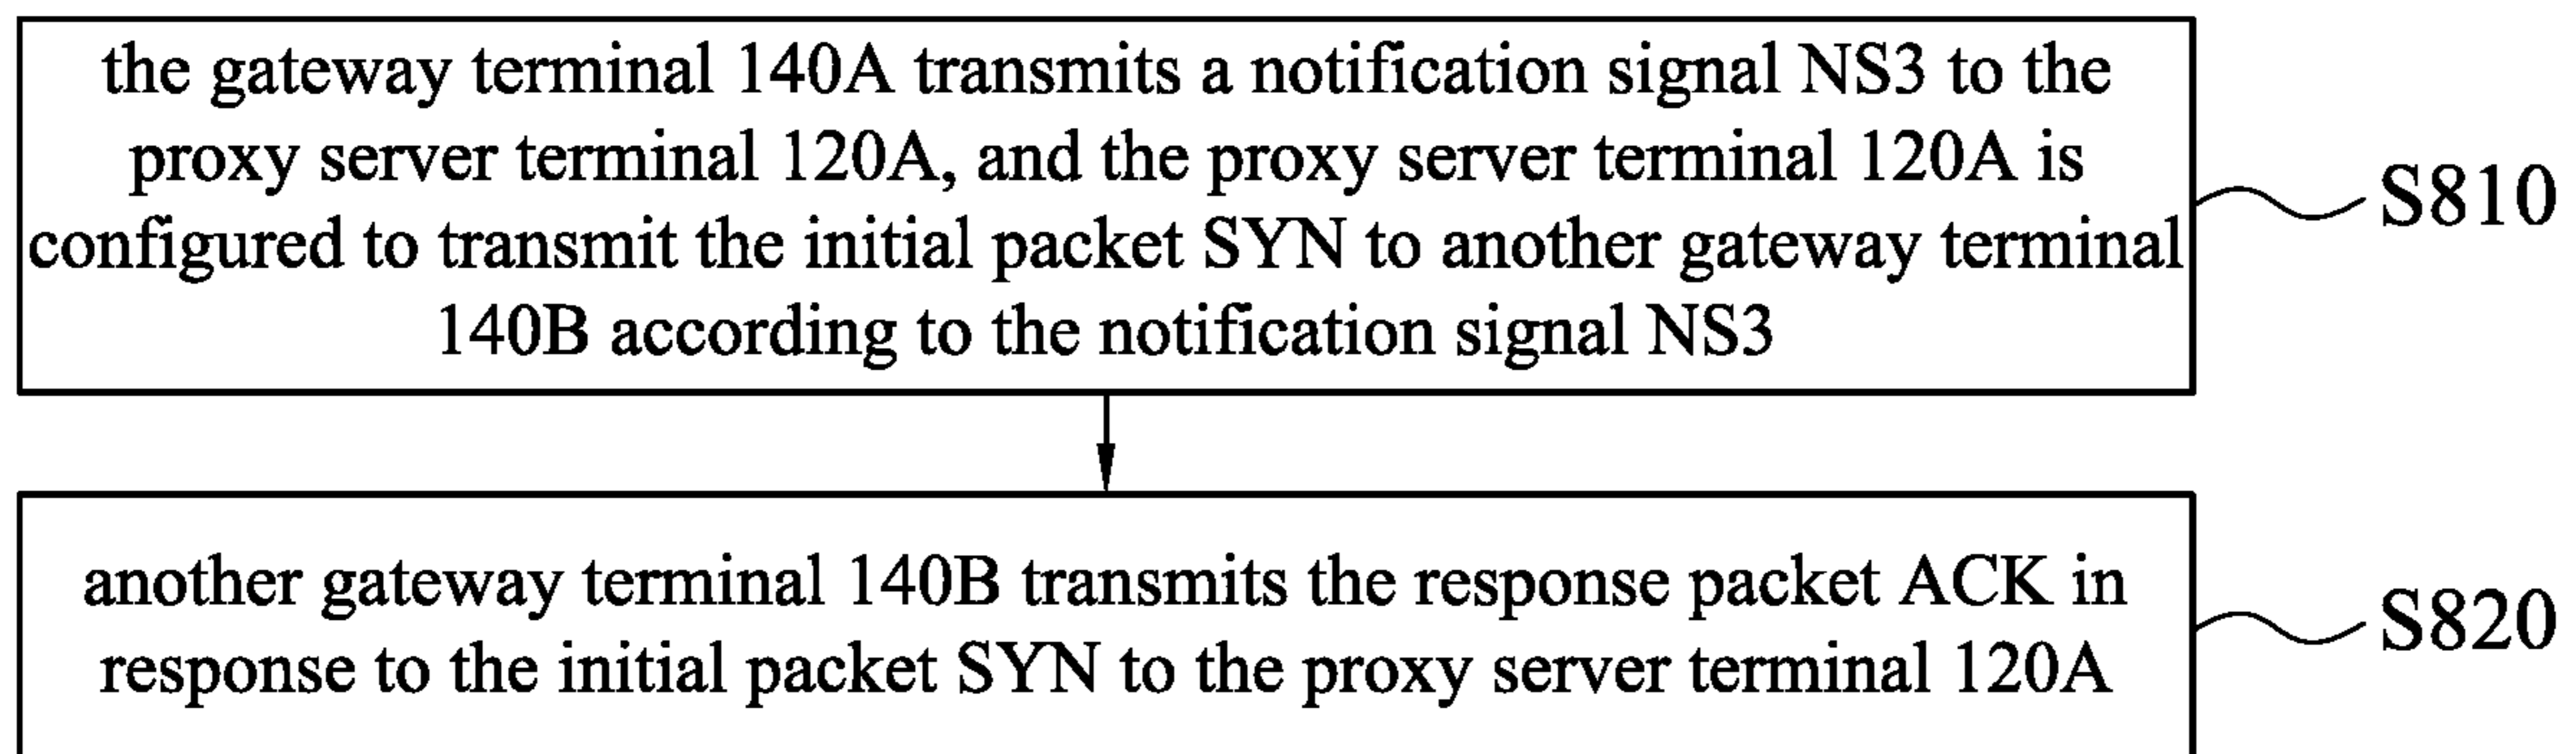 the gateway terminal 140A transmits a notification signal NS3 to the
proxy server terminal 120A, and the proxy server terminal 120A is
configured to transmit the initial packet SYN to another gateway terminal
140B according to the notification signal NS3
S810
another gateway terminal 140B transmits the response packet ACK in
response to the initial packet SYN to the proxy server terminal 120A
S820